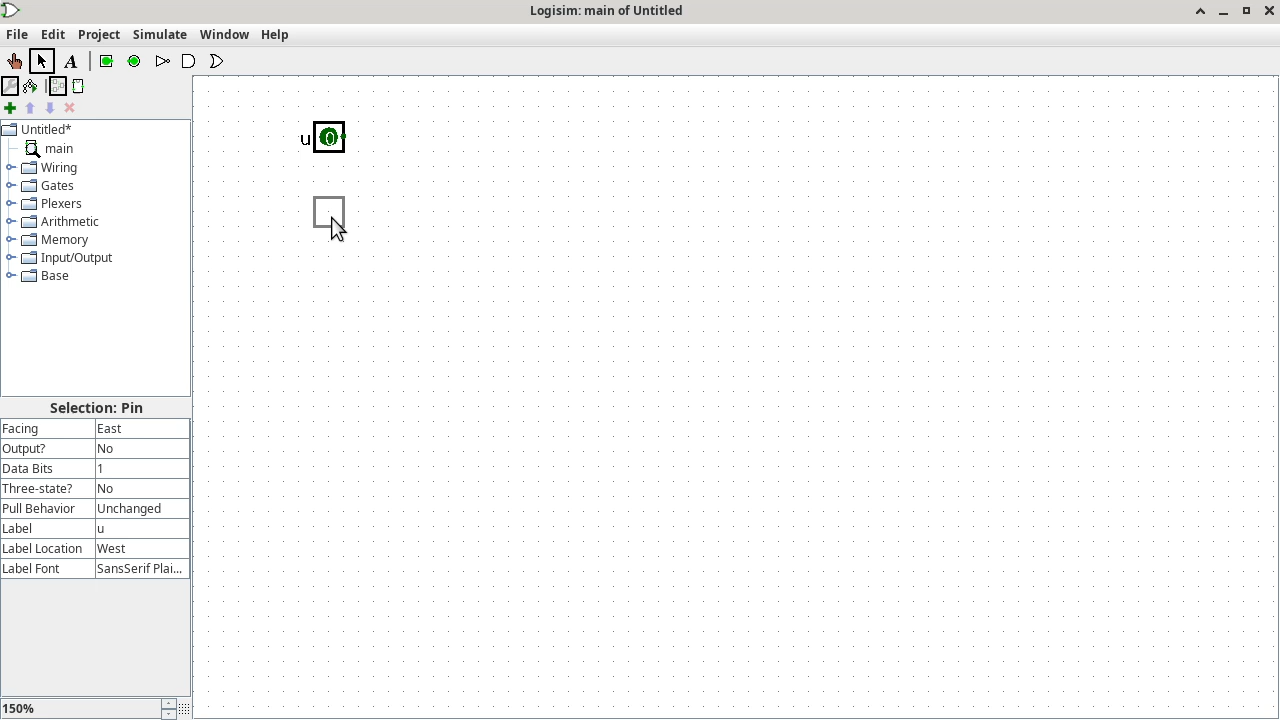 Logisim: main of Untitled
File Edit Project Simulate Window Help
A
Untitled*
main
Wiring
Gates
Plexers
Arithmetic
Memory
Input/Output
Base
Selection: Pin
Facing East
Output? No
Data Bits 1
Three-state? No
Pull Behavior Unchanged
Label u
Label Location West
Label Font SansSerif Plai...
150%
u 0